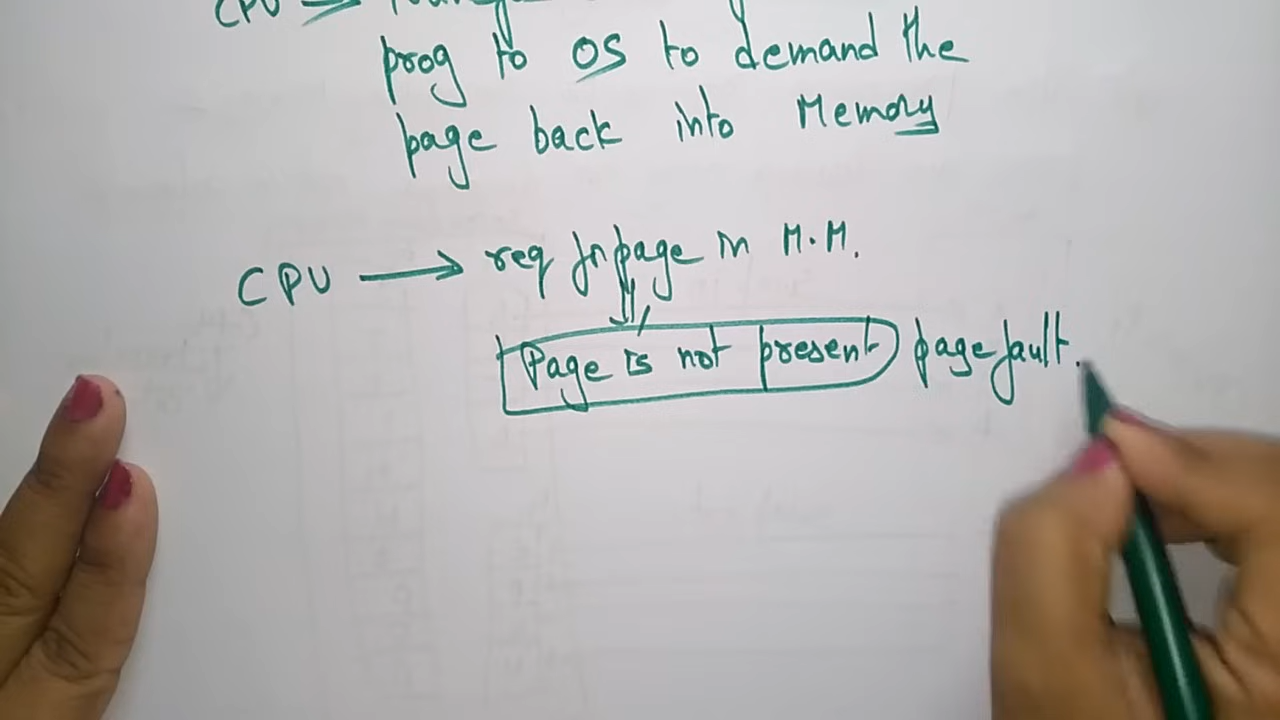 CPU →
prog to OS to demand the
page back into Memory
CPU → req for page in M.M.
Page is not present page fault.